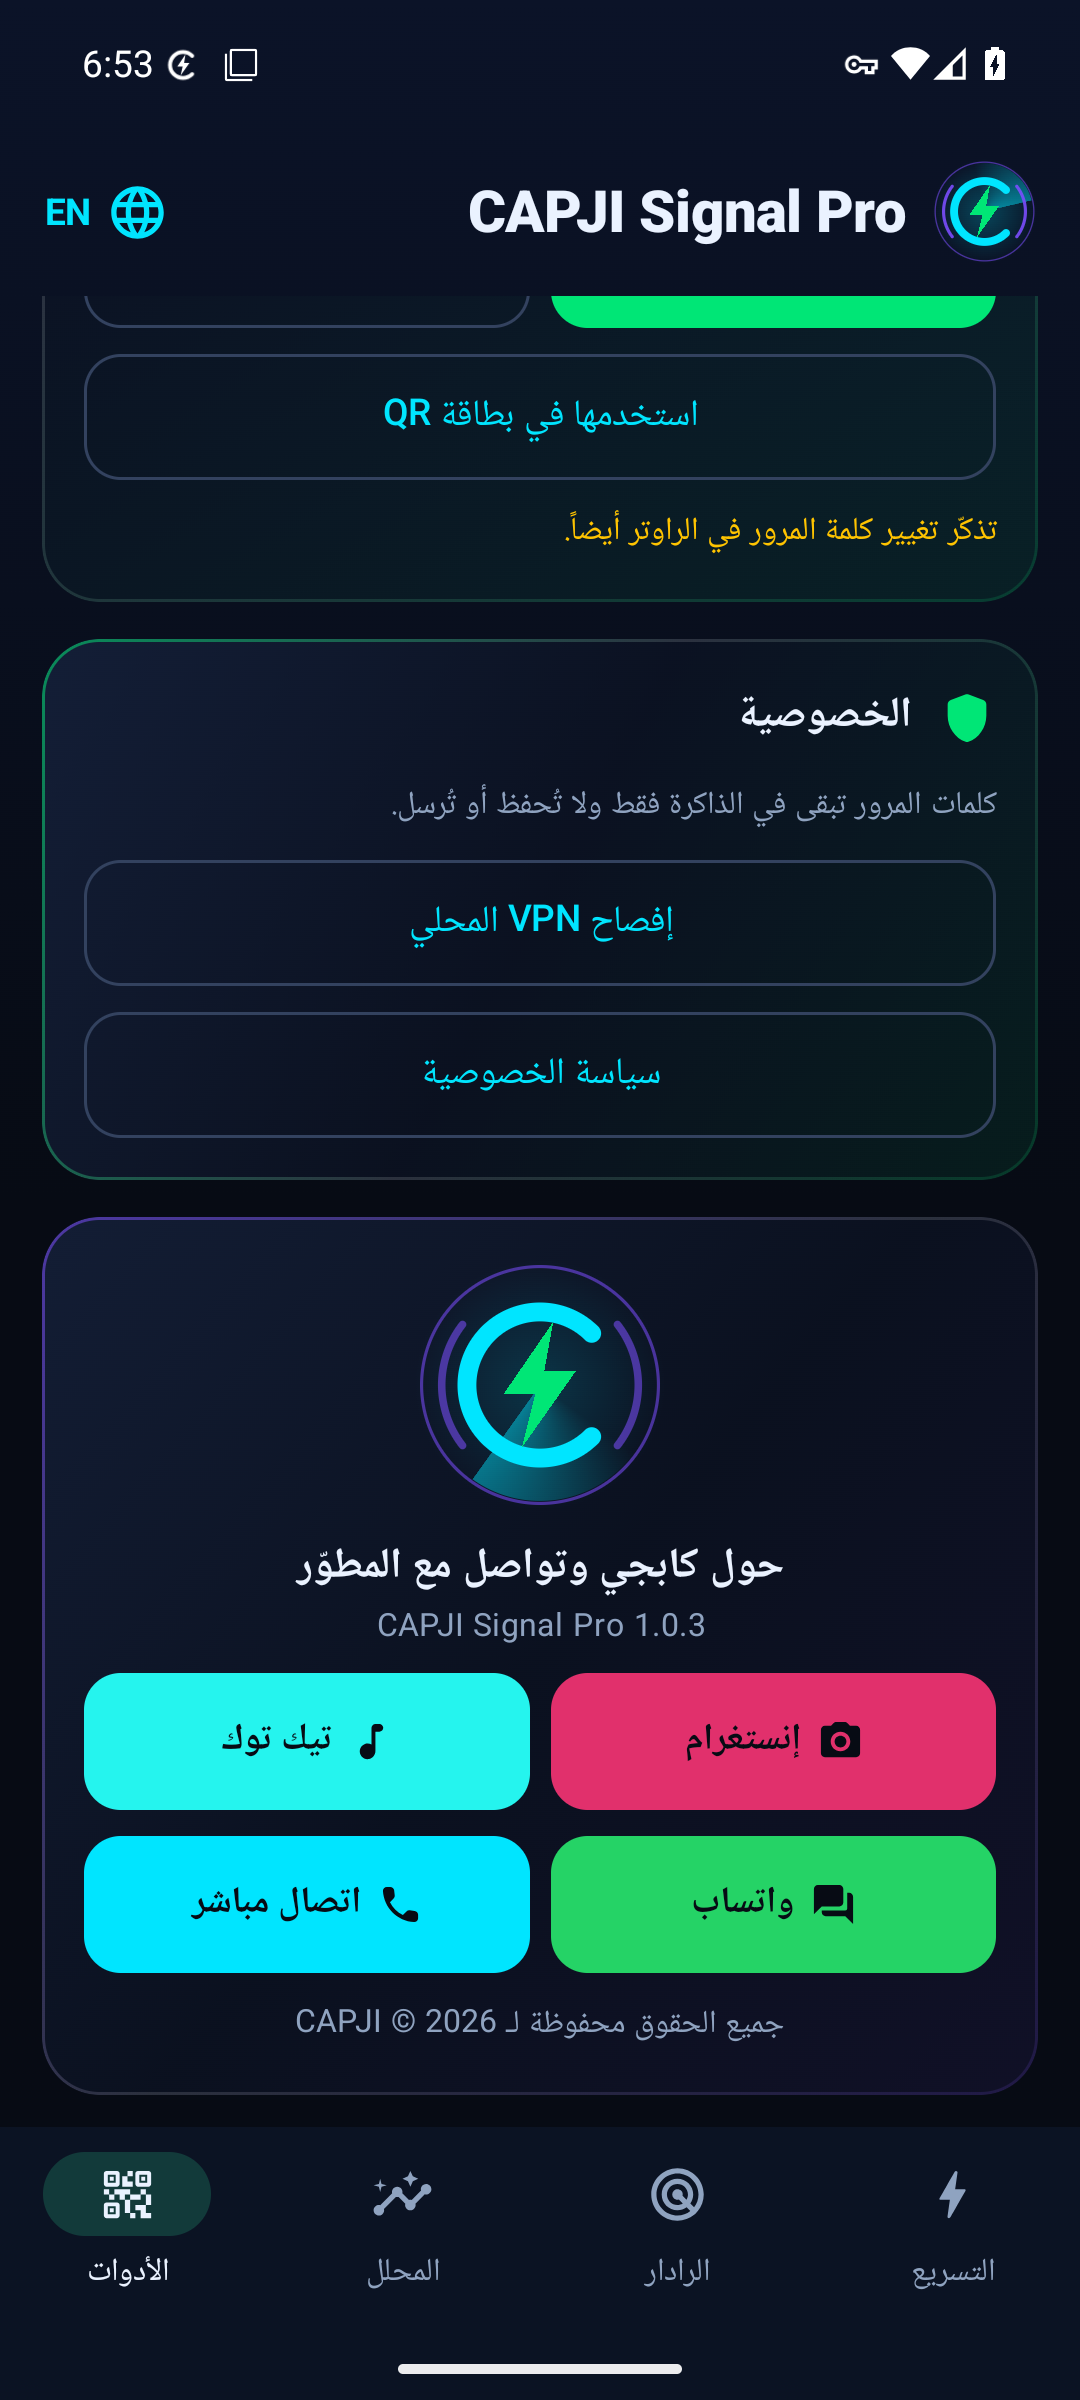 6:53
CAPJI Signal Pro
EN
استخدمها في بطاقة QR
تذكّر تغيير كلمة المرور في الراوتر أيضاً.
الخصوصية
كلمات المرور تبقى في الذاكرة فقط ولا تُحفظ أو تُرسل.
إفصاح VPN المحلي
سياسة الخصوصية
حول كابجي وتواصل مع المطوّر
CAPJI Signal Pro 1.0.3
إنستغرام
تيك توك
واتساب
اتصال مباشر
جميع الحقوق محفوظة لـ CAPJI © 2026
التسريع
الرادار
المحلل
الأدوات